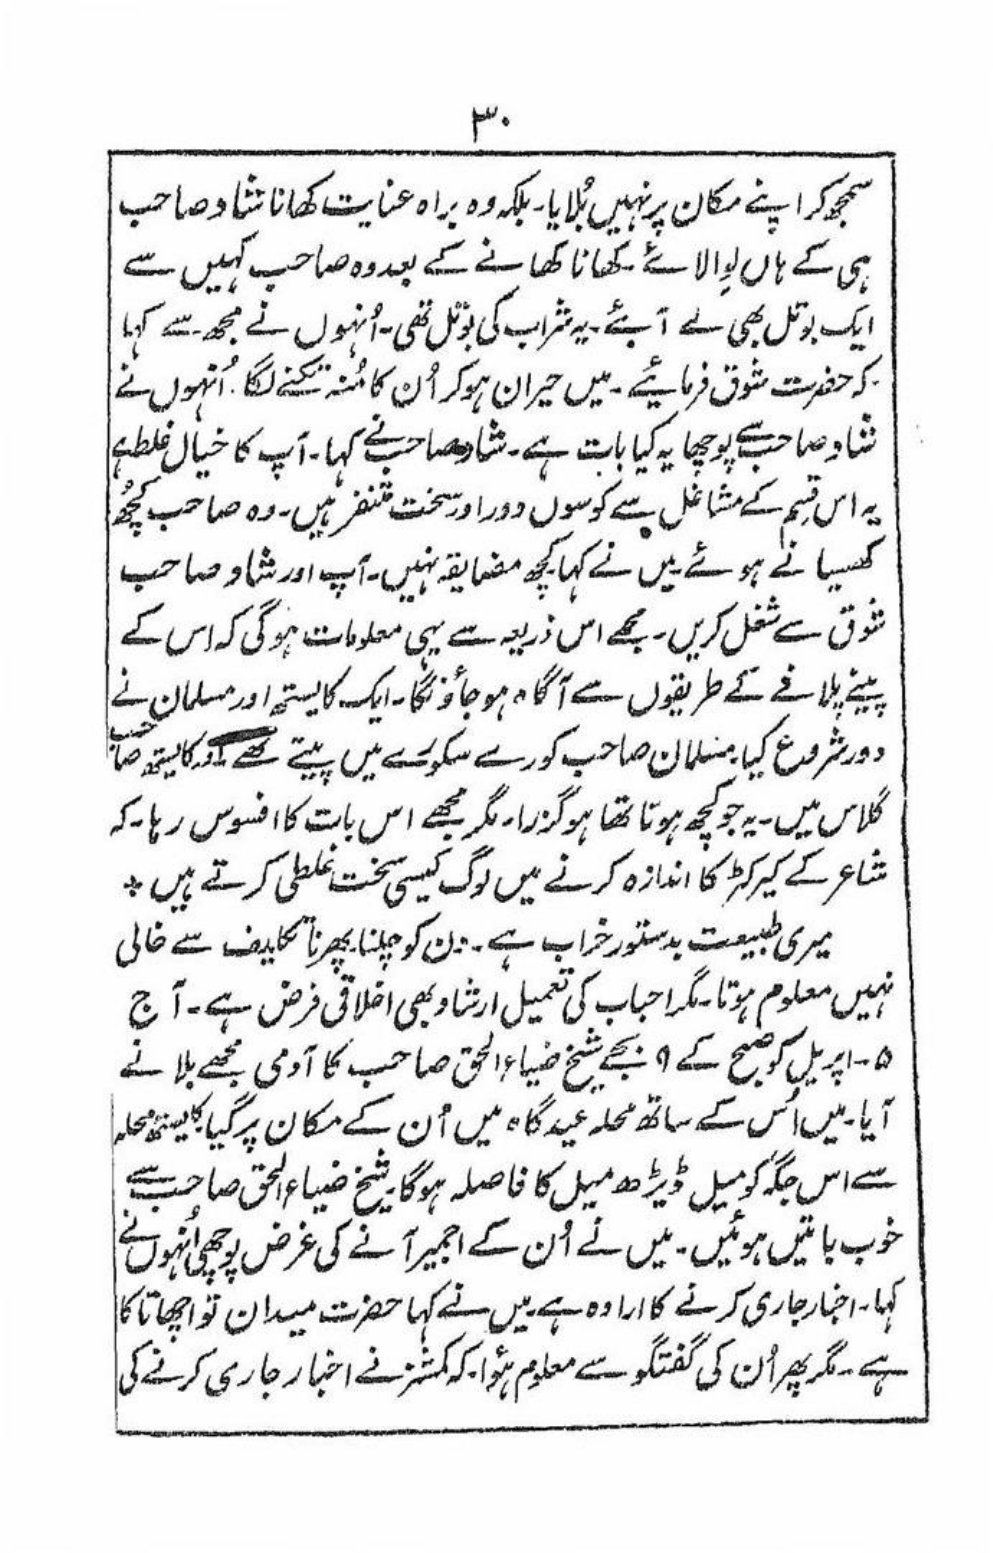 ۳۰
سمجھ کر اپنے مکان پر نہیں بُلایا۔ بلکہ وہ براہ عنایت کھانا شاد صاحب
ہی کے ہاں لِوا لائے۔ کھانا کھانے کے بعد وہ صاحب کہیں سے
ایک بوتل بھی لے آئے۔ یہ شراب کی بوتل تھی۔ اُنہوں نے مجھ سے کہا
کہ حضرت شوق فرمائیے۔ میں حیران ہو کر اُن کا مُنہ تکنے لگا۔ اُنہوں نے
شاد صاحب سے پوچھا یہ کیا بات ہے۔ شاد صاحب نے کہا۔ آپ کا خیال غلط ہے
یہ اس قسم کے مشاغل سے کوسوں دور اور سخت متنفر ہیں۔ وہ صاحب کچھ
کھسیانے ہوئے۔ میں نے کہا کچھ مضایقہ نہیں۔ آپ اور شاد صاحب
شوق سے شغل کریں۔ مجھے اس ذریعہ سے یہی معلومات ہوگی کہ اس کے
پینے پلانے کے طریقوں سے آگاہ ہو جاؤنگا۔ ایک کایستھ اور مسلمان نے
دور شروع کیا۔ مسلمان صاحب کورے سکورے میں پیتے تھے اور کایستھ صاحب
گلاس میں۔ یہ جو کچھ ہونا تھا ہو گزرا۔ مگر مجھے اس بات کا افسوس رہا۔ کہ
شاعر کے کیرکٹر کا اندازہ کرنے میں لوگ کیسی سخت غلطی کرتے ہیں ٭
میری طبیعت بدستور خراب ہے۔ دن کو چلنا پھرنا تکالیف سے خالی
نہیں معلوم ہوتا۔ مگر احباب کی تعمیل ارشاد بھی اخلاقی فرض ہے۔ آج
۵۔ اپریل کو صبح کے ۹ بجے شیخ ضیاء الحق صاحب کا آدمی مجھے بلانے
آیا۔ میں اُس کے ساتھ محلہ عیدگاہ میں اُن کے مکان پر گیا۔ کایستھ محلہ
سے اس جگہ کو میل ڈیڑھ میل کا فاصلہ ہوگا۔ شیخ ضیاء الحق صاحب سے
خوب باتیں ہوئیں۔ میں نے اُن کے اجمیر آنے کی غرض پوچھی اُنہوں نے
کہا۔ اخبار جاری کرنے کا ارادہ ہے۔ میں نے کہا حضرت میدان تو اچھا تاکا
ہے۔ مگر پھر اُن کی گفتگو سے معلوم ہُوا۔ کہ کمشنر نے اخبار جاری کرنے کی